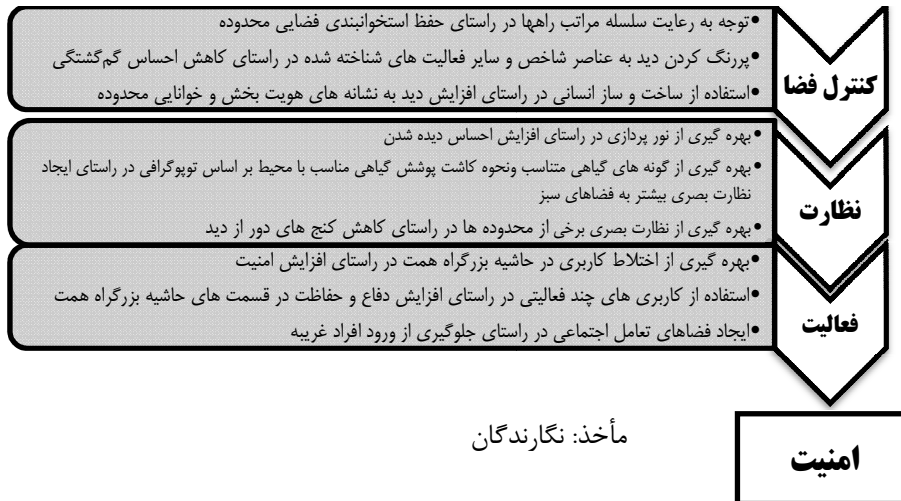 کنترل فضا
•توجه به رعایت سلسله مراتب راهها در راستای حفظ استخوانبندی فضایی محدوده
•پررنگ کردن دید به عناصر شاخص و سایر فعالیت های شناخته شده در راستای کاهش احساس گم‌گشتگی
•استفاده از ساخت و ساز انسانی در راستای افزایش دید به نشانه های هویت بخش و خوانایی محدوده
نظارت
•بهره گیری از نور پردازی در راستای افزایش احساس دیده شدن
•بهره گیری از گونه های گیاهی متناسب ونحوه کاشت پوشش گیاهی مناسب با محیط بر اساس توپوگرافی در راستای ایجاد
نظارت بصری بیشتر به فضاهای سبز
•بهره گیری از نظارت بصری برخی از محدوده ها در راستای کاهش کنج های دور از دید
فعالیت
•بهره گیری از اختلاط کاربری در حاشیه بزرگراه همت در راستای افزایش امنیت
•استفاده از کاربری های چند فعالیتی در راستای افزایش دفاع و حفاظت در قسمت های حاشیه بزرگراه همت
•ایجاد فضاهای تعامل اجتماعی در راستای جلوگیری از ورود افراد غریبه
امنیت
مأخذ: نگارندگان